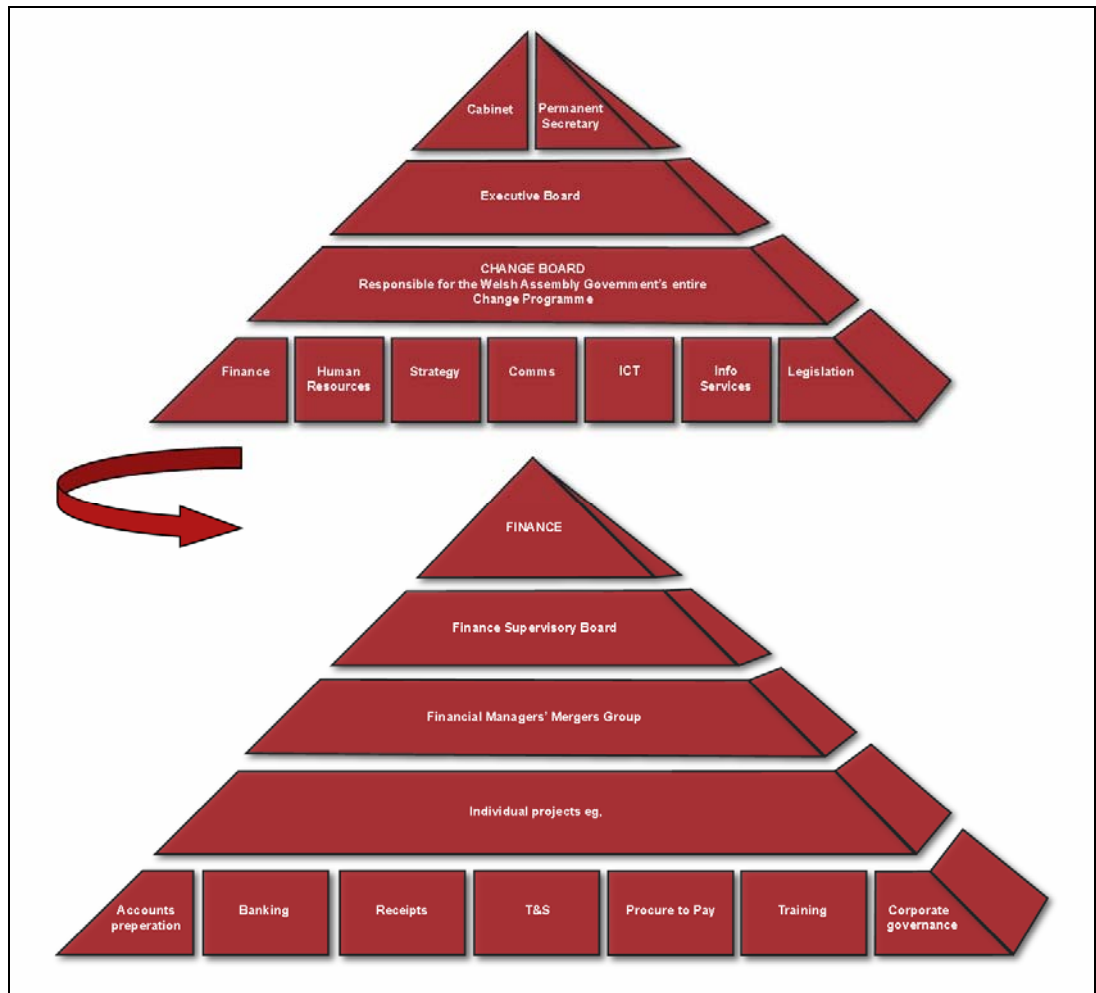 Cabinet
Permanent
Secretary
Executive Board
CHANGE BOARD
Responsible for the Welsh Assembly Government's entire
Change Programme
Finance
Human
Resources
Strategy
Comms
ICT
Info
Services
Legislation
FINANCE
Finance Supervisory Board
Financial Managers' Mergers Group
Individual projects eg.
Accounts
preperation
Banking
Receipts
T&S
Procure to Pay
Training
Corporate
governance